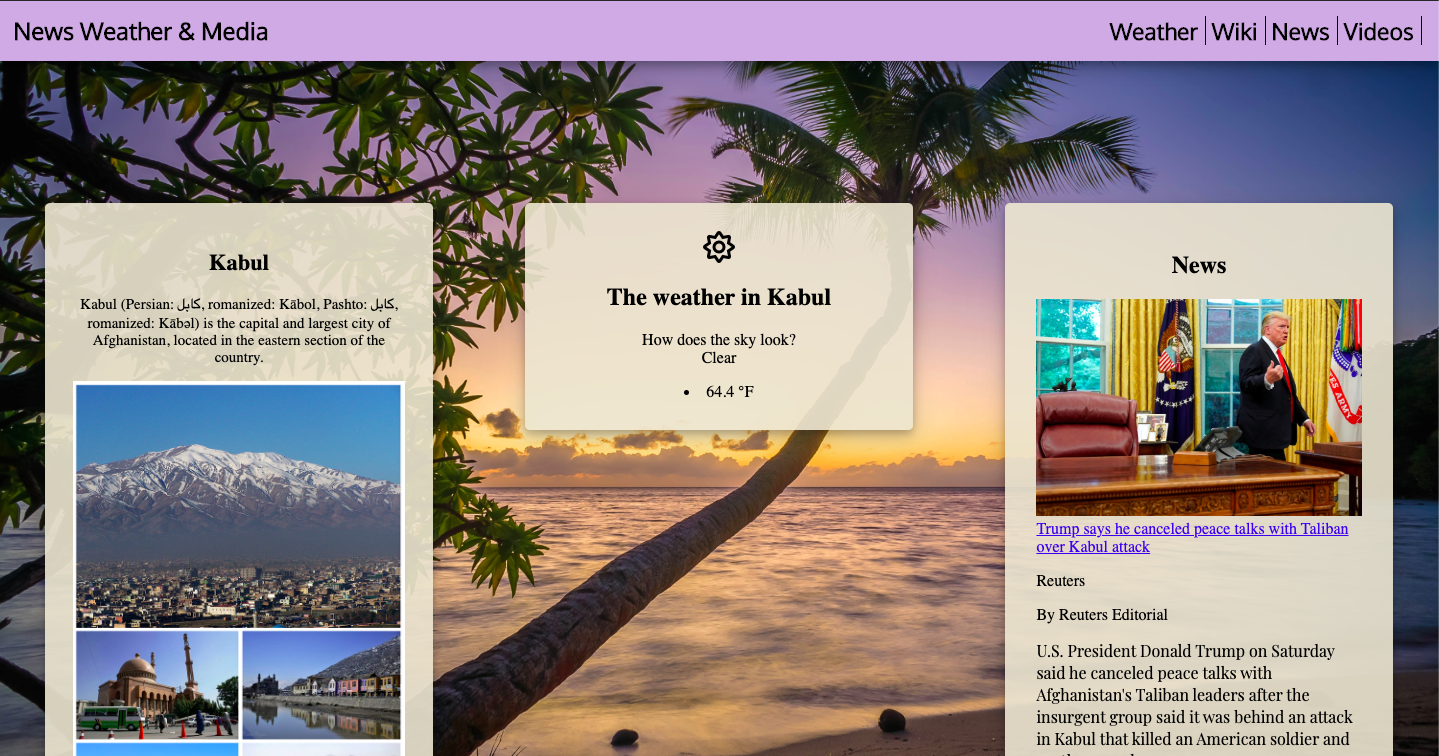 News Weather & Media
Weather
Wiki
News
Videos
Kabul
Kabul (Persian: کابل, romanized: Kābol, Pashto: کابل,
romanized: Kābəl) is the capital and largest city of
Afghanistan, located in the eastern section of the
country.
The weather in Kabul
How does the sky look?
Clear
• 64.4 °F
News
Trump says he canceled peace talks with Taliban
over Kabul attack
Reuters
By Reuters Editorial
U.S. President Donald Trump on Saturday
said he canceled peace talks with
Afghanistan's Taliban leaders after the
insurgent group said it was behind an attack
in Kabul that killed an American soldier and